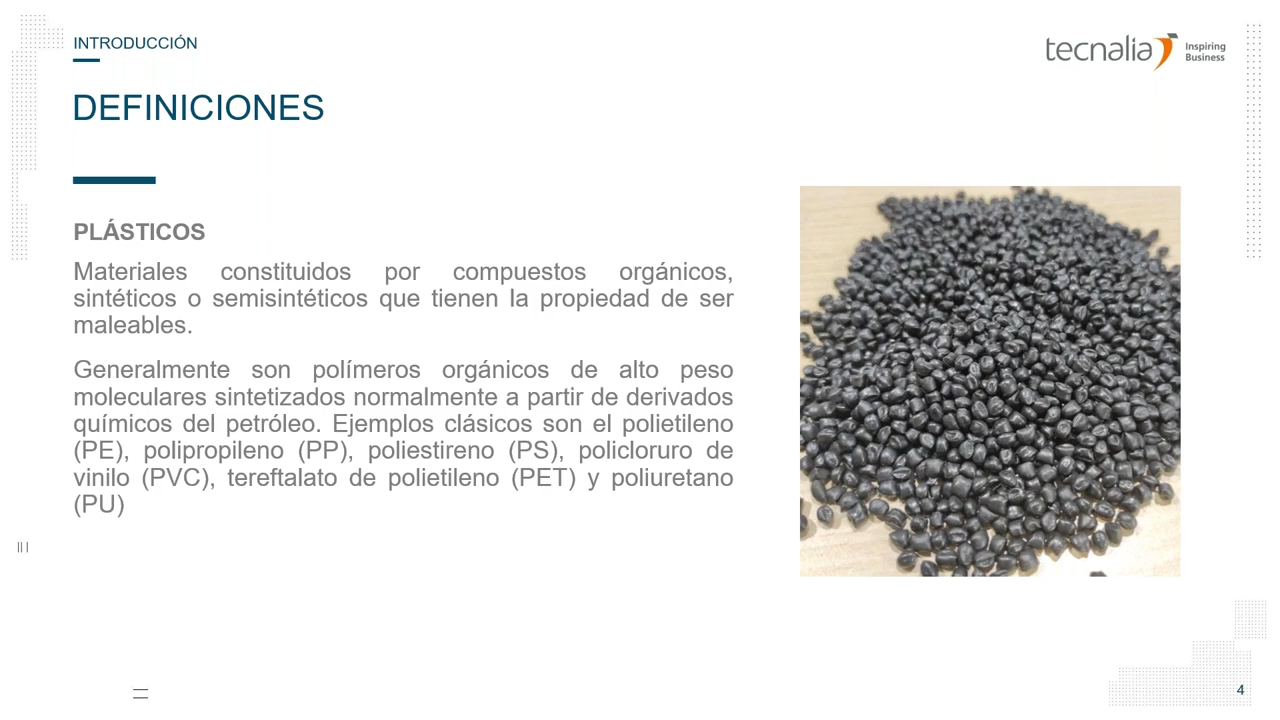 INTRODUCCIÓN
tecnalia Inspiring
Business
DEFINICIONES
PLÁSTICOS
Materiales constituidos por compuestos orgánicos,
sintéticos o semisintéticos que tienen la propiedad de ser
maleables.
Generalmente son polímeros orgánicos de alto peso
moleculares sintetizados normalmente a partir de derivados
químicos del petróleo. Ejemplos clásicos son el polietileno
(PE), polipropileno (PP), poliestireno (PS), policloruro de
vinilo (PVC), tereftalato de polietileno (PET) y poliuretano
(PU)
4